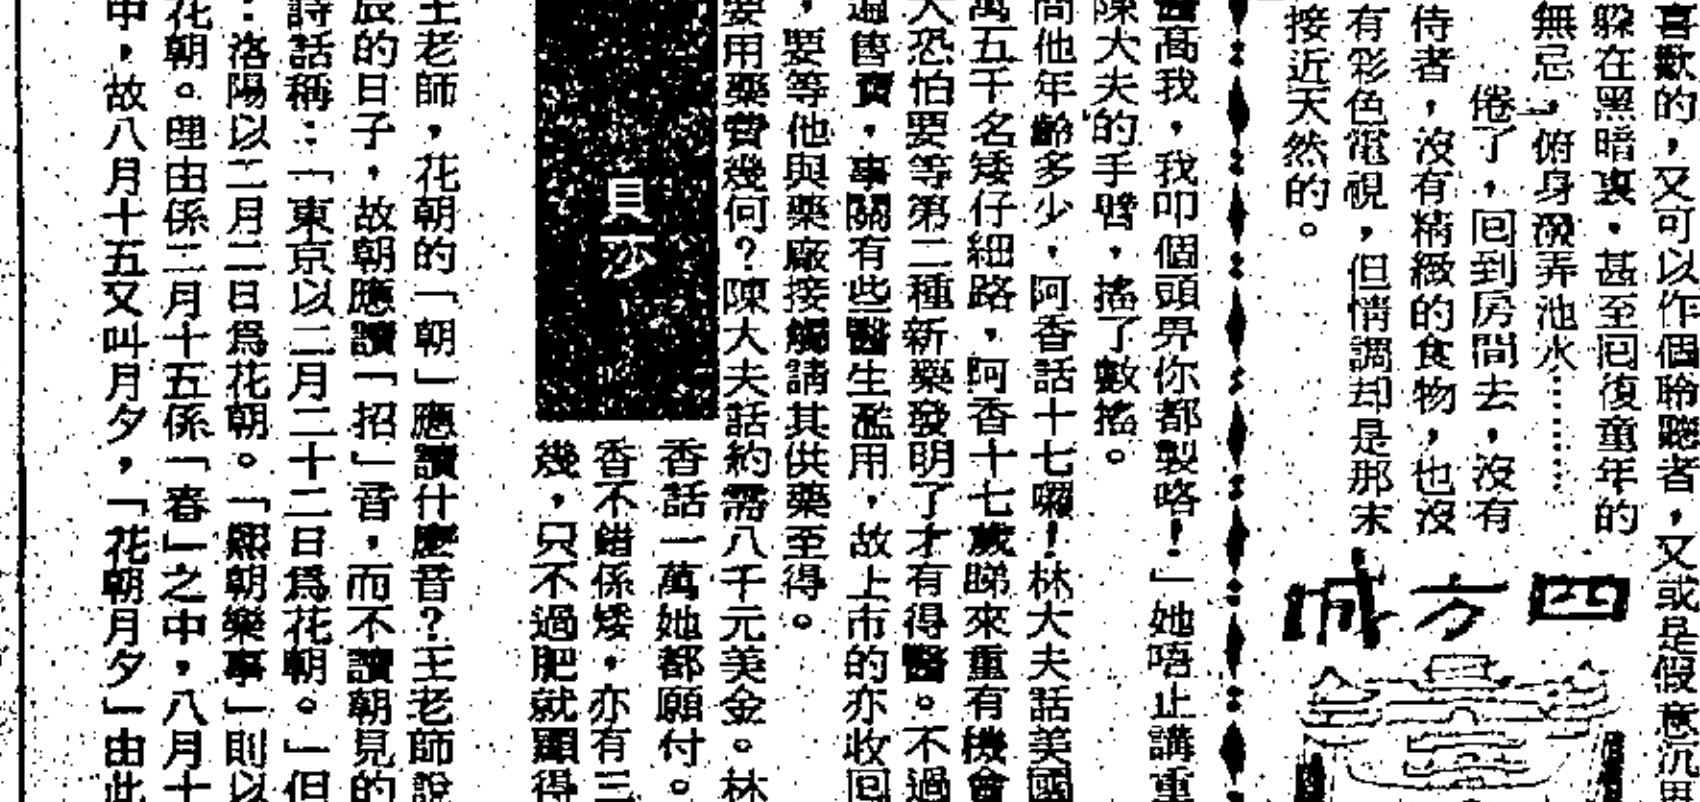 喜歡的，又可以作個聆聽者，又或是假意沉思
躲在黑暗裏，甚至囘復童年的
無忌」，俯身潑弄池水………
倦了，囘到房間去，沒有
侍者，沒有精緻的食物，也沒
有彩色電視，但情調却是那末
接近天然的。
四方城
醫高我，我叩個頭畀你都製咯！」她唔止講重
陳大夫的手臂，搖了數搖。
問他年齡多少，阿香話十七囉！林大夫話美國
萬五千名矮仔細路，阿香十七歲睇來重有機會
大恐怕要等第二種新藥發明了才有得醫。不過
過售賣，事關有些醫生濫用，故上市的亦收囘
，要等他與藥廠接觸請其供藥至得。
要用藥費幾何？陳大夫話約需八千元美金。林
香話一萬她都願付。
香不錯係矮，亦有三
幾，只不過肥就顯得
貝莎
王老師，花朝的「朝」應讀什麼音？王老師說
辰的日子，故朝應讀「招」音，而不讀朝見的
詩話稱：「東京以二月二十二日爲花朝。」但
：洛陽以二月二日爲花朝。「熙朝樂事」則以
花朝。理由係二月十五係「春」之中，八月十
中，故八月十五又叫月夕，「花朝月夕」由此